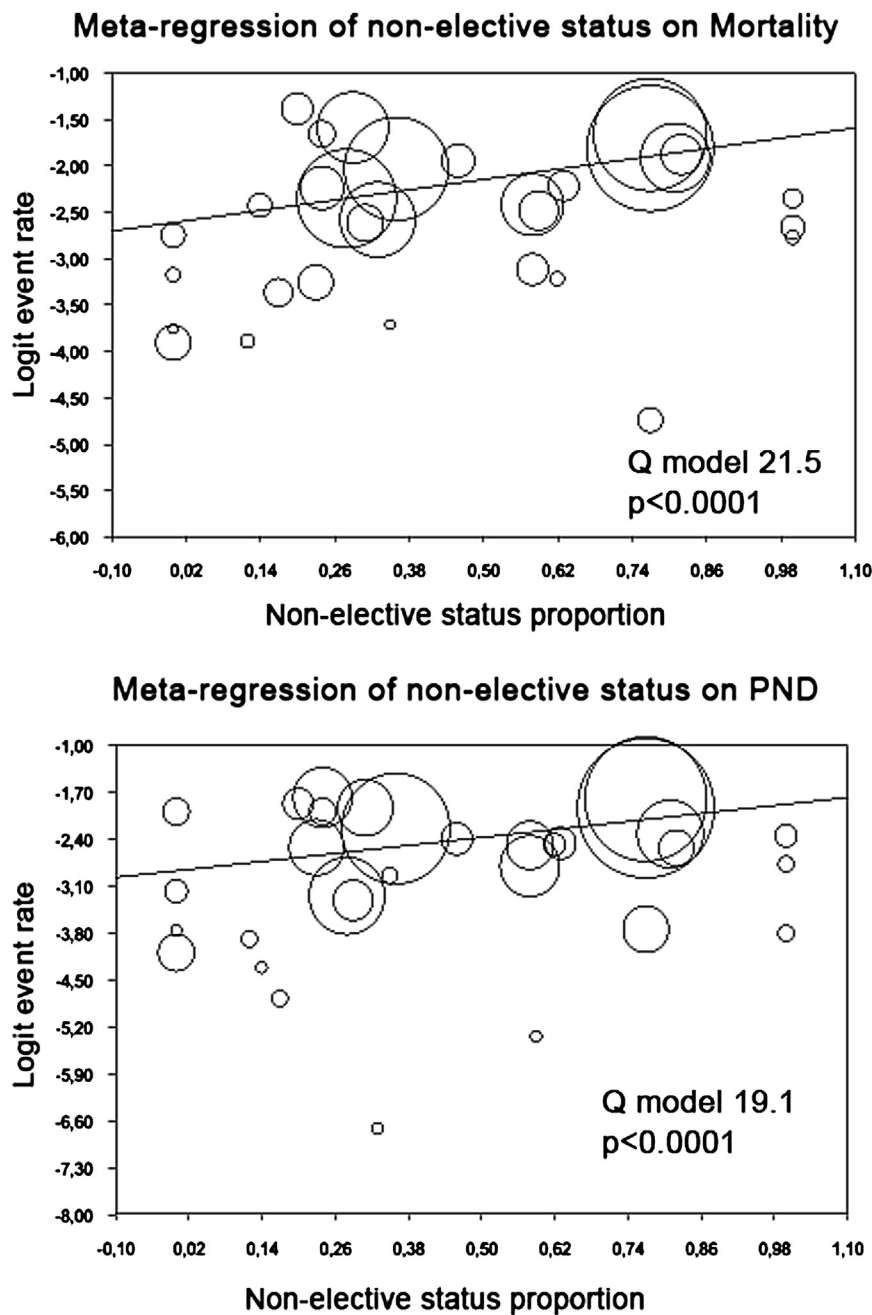 Meta-regression of non-elective status on Mortality
Logit event rate
-1,00
-1,50
-2,00
-2,50
-3,00
-3,50
-4,00
-4,50
-5,00
-5,50
-6,00
Q model 21.5
p<0.0001
-0,10 0,02 0,14 0,26 0,38 0,50 0,62 0,74 0,86 0,98 1,10
Non-elective status proportion
Meta-regression of non-elective status on PND
Logit event rate
-1,00
-1,70
-2,40
-3,10
-3,80
-4,50
-5,20
-5,90
-6,60
-7,30
-8,00
Q model 19.1
p<0.0001
-0,10 0,02 0,14 0,26 0,38 0,50 0,62 0,74 0,86 0,98 1,10
Non-elective status proportion